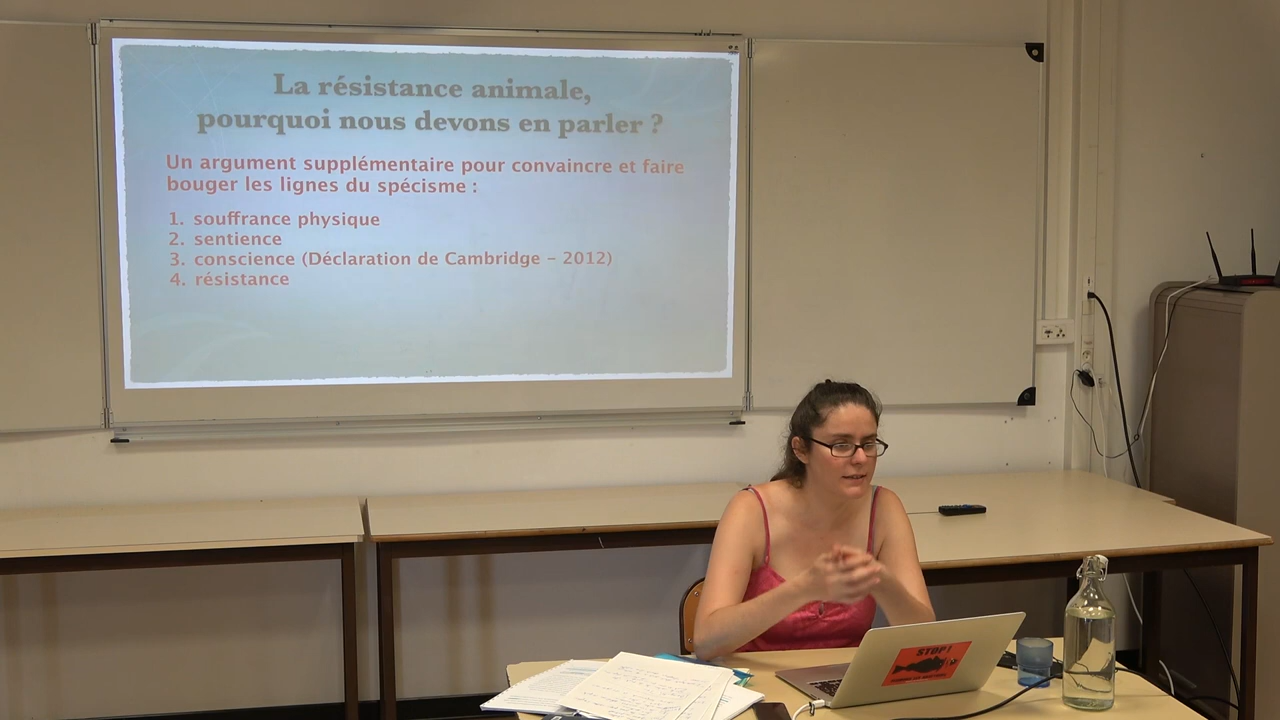 La résistance animale,
pourquoi nous devons en parler ?
Un argument supplémentaire pour convaincre et faire
bouger les lignes du spécisme :
1. souffrance physique
2. sentience
3. conscience (Déclaration de Cambridge – 2012)
4. résistance
STOP!